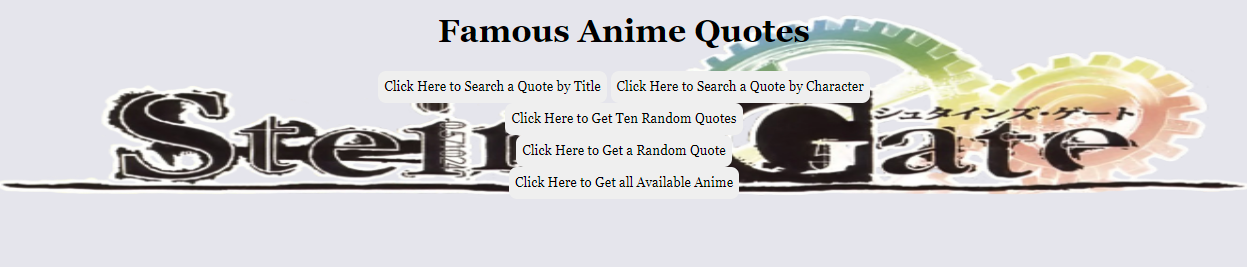 Famous Anime Quotes
Click Here to Search a Quote by Title Click Here to Search a Quote by Character
Click Here to Get Ten Random Quotes
シュタインズ・ゲート
Stein Gate
Click Here to Get a Random Quote
Click Here to Get all Available Anime